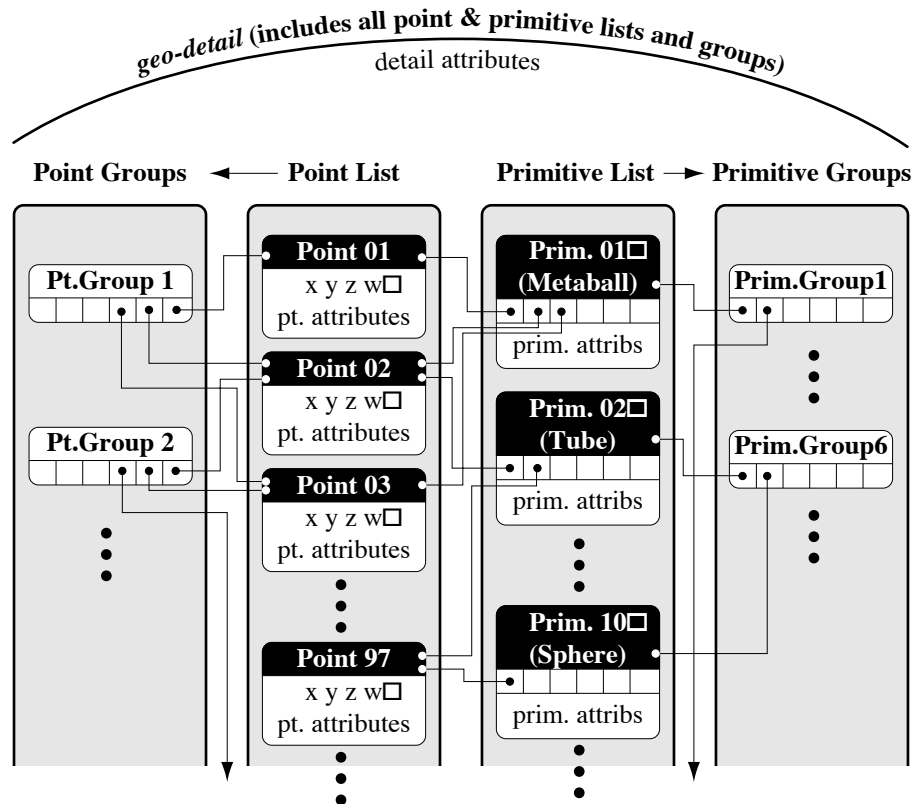 geo-detail (includes all point & primitive lists and groups)
detail attributes
Point Groups
Point List
Primitive List
Primitive Groups
Pt.Group 1
Pt.Group 2
Point 01
x y z w□
pt. attributes
Point 02
x y z w□
pt. attributes
Point 03
x y z w□
pt. attributes
Point 97
x y z w□
pt. attributes
Prim. 01□
(Metaball)
prim. attribs
Prim. 02□
(Tube)
prim. attribs
Prim. 10□
(Sphere)
prim. attribs
Prim.Group1
Prim.Group6